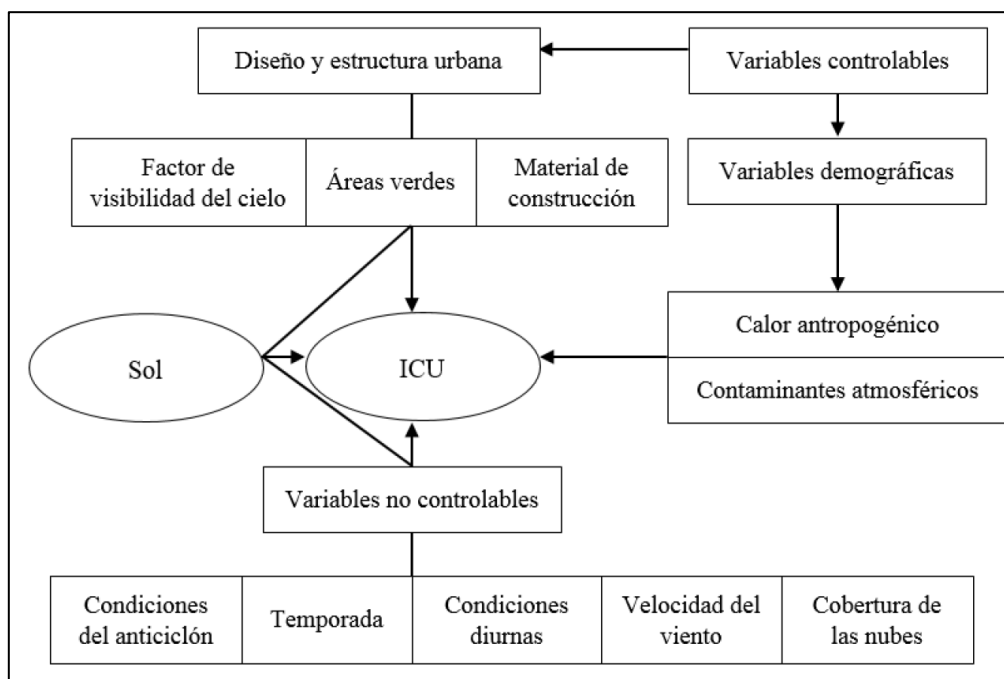 Diseño y estructura urbana
Variables controlables
Factor de
visibilidad del cielo
Áreas verdes
Material de
construcción
Variables demográficas
Sol
ICU
Calor antropogénico
Contaminantes atmosféricos
Variables no controlables
Condiciones
del anticiclón
Temporada
Condiciones
diurnas
Velocidad del
viento
Cobertura de
las nubes